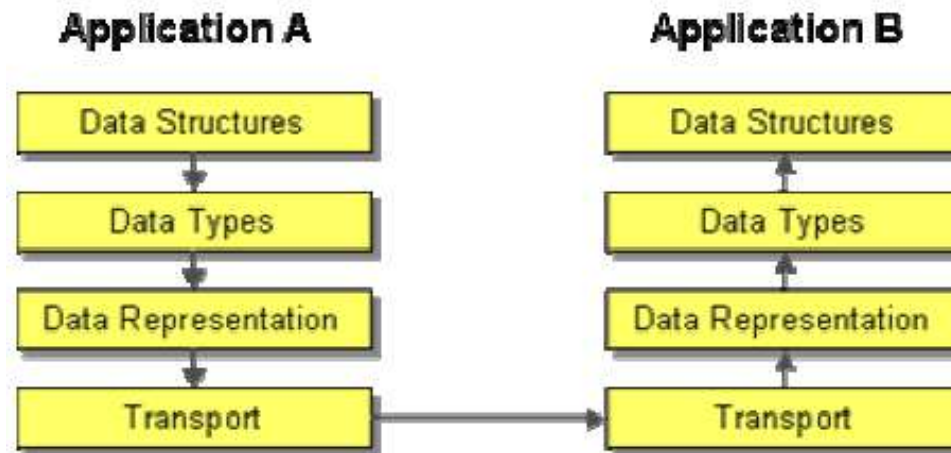 Application A
Application B
Data Structures
Data Structures
Data Types
Data Types
Data Representation
Data Representation
Transport
Transport